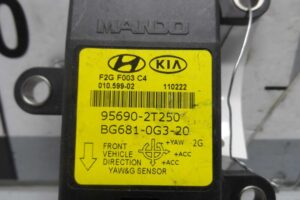 MANDO
HYUNDAI KIA
F2G F003 C4
010.599-02 110222
95690-2T250
BG681-0G3-20
+YAW 2G
FRONT
VEHICLE +ACC
DIRECTION +ACC
YAW&G SENSOR